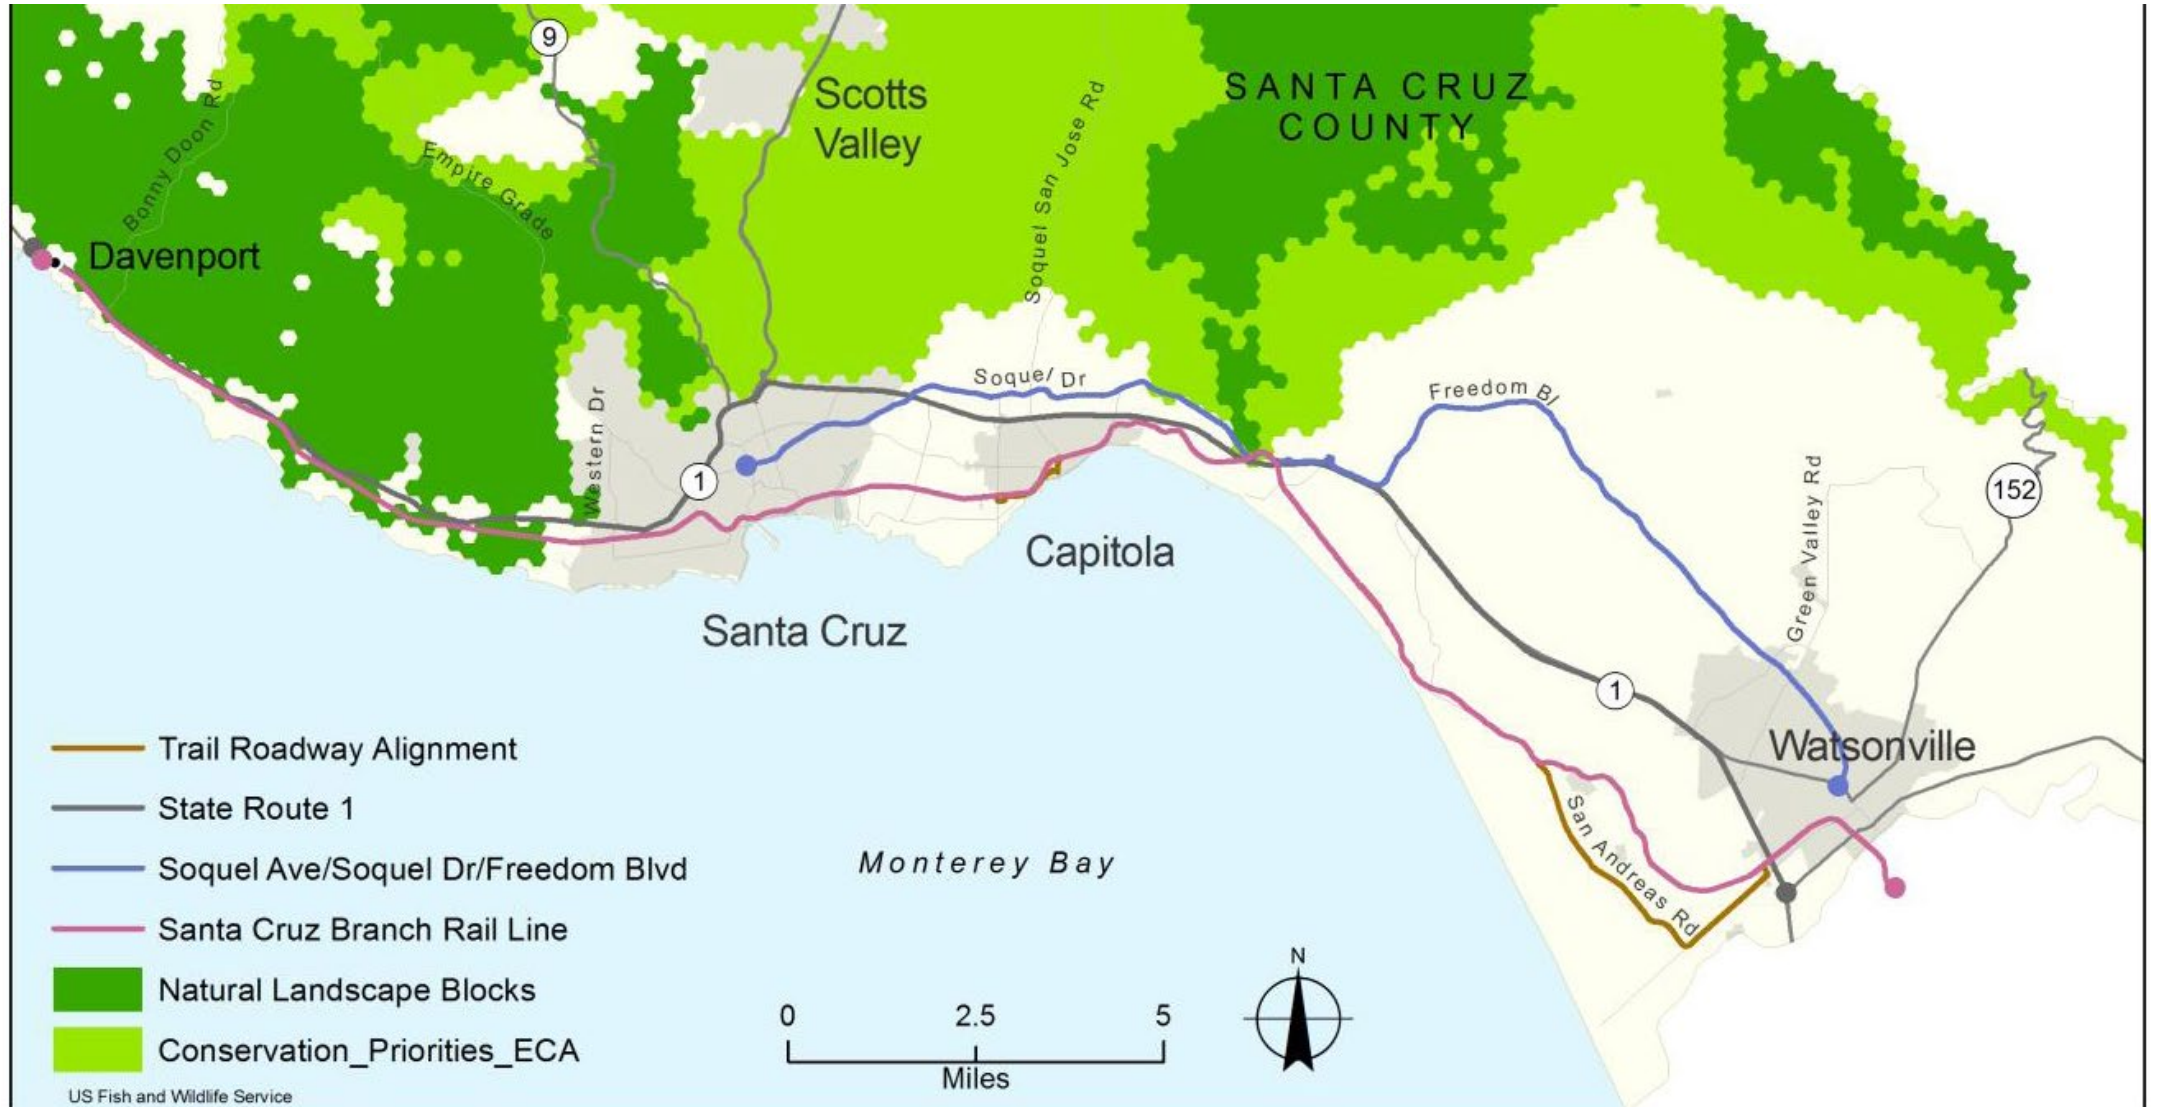 9
Scotts
Valley
SANTA CRUZ
COUNTY
Bonny Doon Rd
Empire Grade
Soquel San Jose Rd
Davenport
Soquel Dr
Freedom Bl
Western Dr
1
152
Green Valley Rd
Capitola
Santa Cruz
1
Watsonville
San Andreas Rd
Monterey Bay
Trail Roadway Alignment
State Route 1
Soquel Ave/Soquel Dr/Freedom Blvd
Santa Cruz Branch Rail Line
Natural Landscape Blocks
Conservation_Priorities_ECA
US Fish and Wildlife Service
N
0 2.5 5
Miles